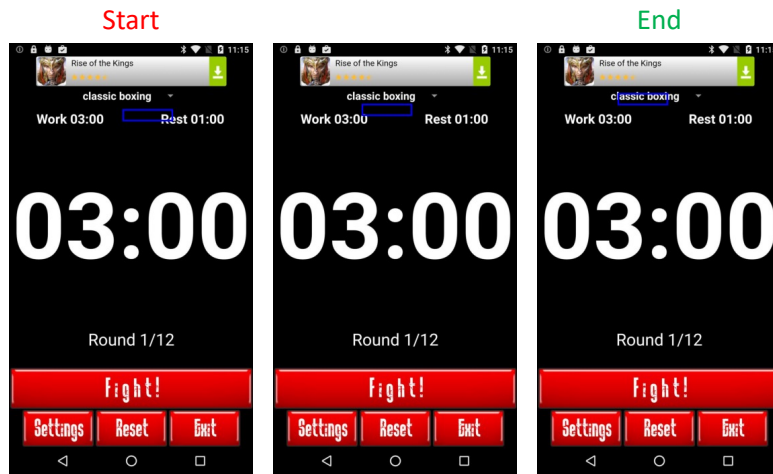 Start
End
11:15
Rise of the Kings
classic boxing
Work 03:00 Rest 01:00
03:00
Round 1/12
Fight!
Settings Reset Exit
11:15
Rise of the Kings
classic boxing
Work 03:00 Rest 01:00
03:00
Round 1/12
Fight!
Settings Reset Exit
Rise of the Kings
classic boxing
Work 03:00 Rest 01:00
03:00
Round 1/12
Fight!
Settings Reset Exit